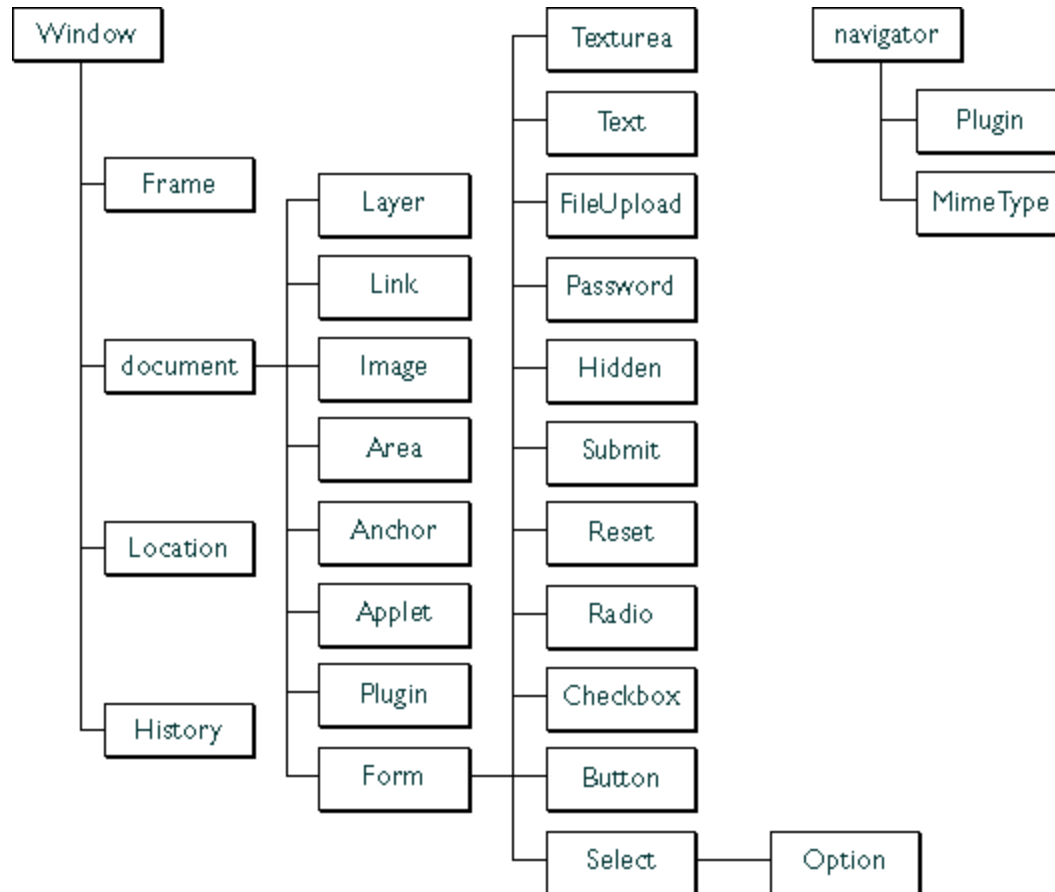 Window
Frame
document
Location
History
Layer
Link
Image
Area
Anchor
Applet
Plugin
Form
Texturea
Text
FileUpload
Password
Hidden
Submit
Reset
Radio
Checkbox
Button
Select
Option
navigator
Plugin
MimeType